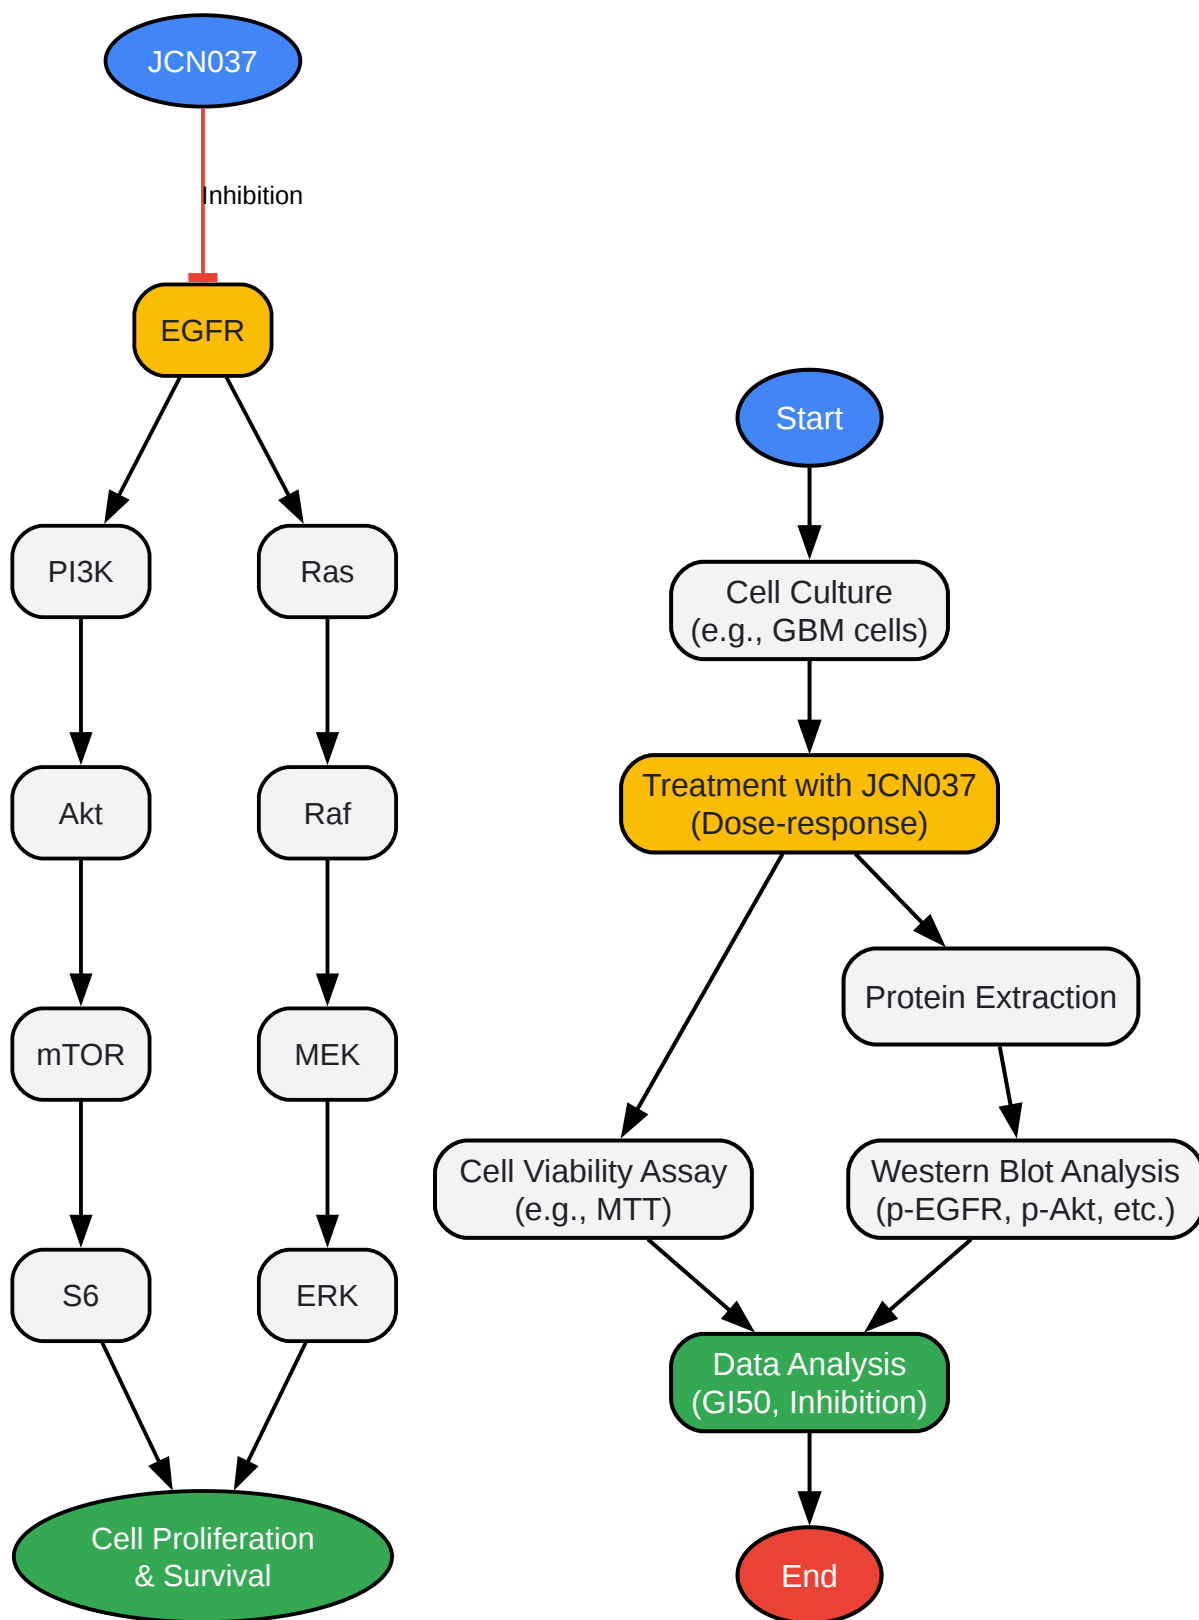 JCN037
Inhibition
EGFR
PI3K
Ras
Akt
Raf
mTOR
MEK
S6
ERK
Cell Proliferation
& Survival
Start
Cell Culture
(e.g., GBM cells)
Treatment with JCN037
(Dose-response)
Protein Extraction
Cell Viability Assay
(e.g., MTT)
Western Blot Analysis
(p-EGFR, p-Akt, etc.)
Data Analysis
(GI50, Inhibition)
End